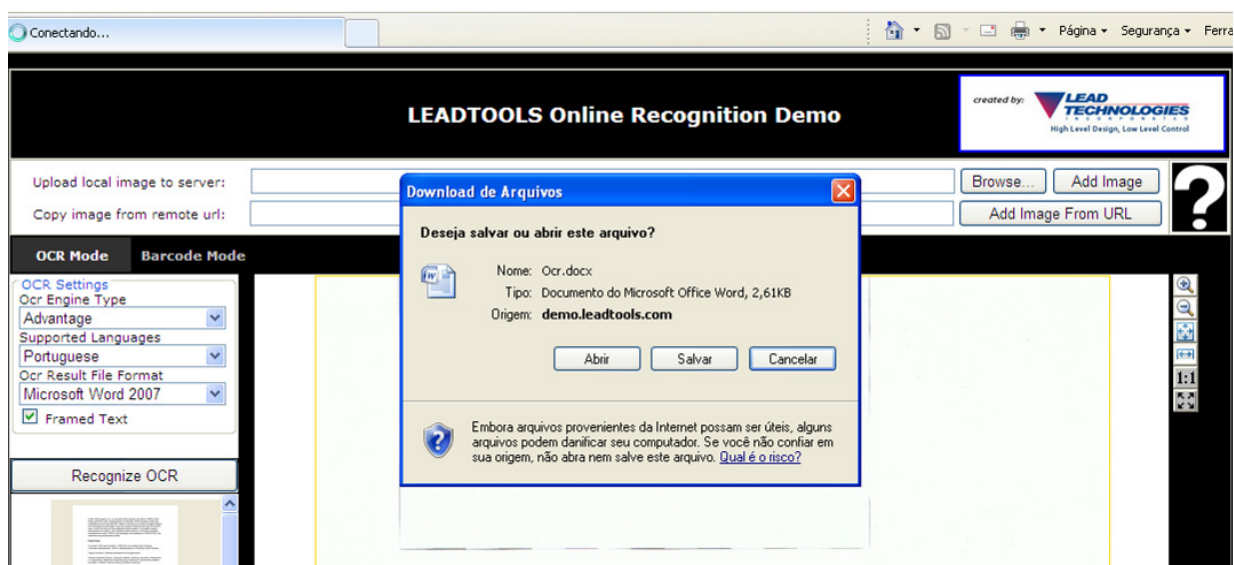 Conectando...
Página
Segurança
Ferra
LEADTOOLS Online Recognition Demo
created by:
LEAD
TECHNOLOGIES
INCORPORATED
High Level Design, Low Level Control
Upload local image to server:
Browse...
Add Image
Copy image from remote url:
Add Image From URL
?
OCR Mode
Barcode Mode
OCR Settings
Ocr Engine Type
Advantage
Supported Languages
Portuguese
Ocr Result File Format
Microsoft Word 2007
Framed Text
Recognize OCR
Download de Arquivos
Deseja salvar ou abrir este arquivo?
Nome: Ocr.docx
Tipo: Documento do Microsoft Office Word, 2,61KB
Origem: demo.leadtools.com
Abrir
Salvar
Cancelar
Embora arquivos provenientes da Internet possam ser úteis, alguns
arquivos podem danificar seu computador. Se você não confiar em
sua origem, não abra nem salve este arquivo. Qual é o risco?
1:1